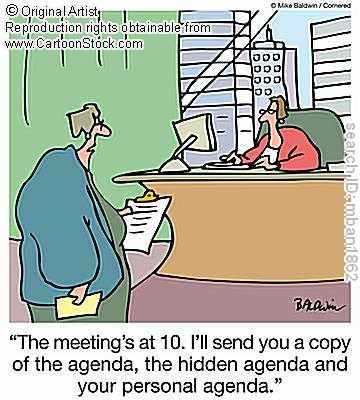 © Original Artist
Reproduction rights obtainable from
www.CartoonStock.com
© Mike Baldwin / Cornered
search ID: mban1862
BALDWIN
"The meeting's at 10. I'll send you a copy
of the agenda, the hidden agenda and
your personal agenda."